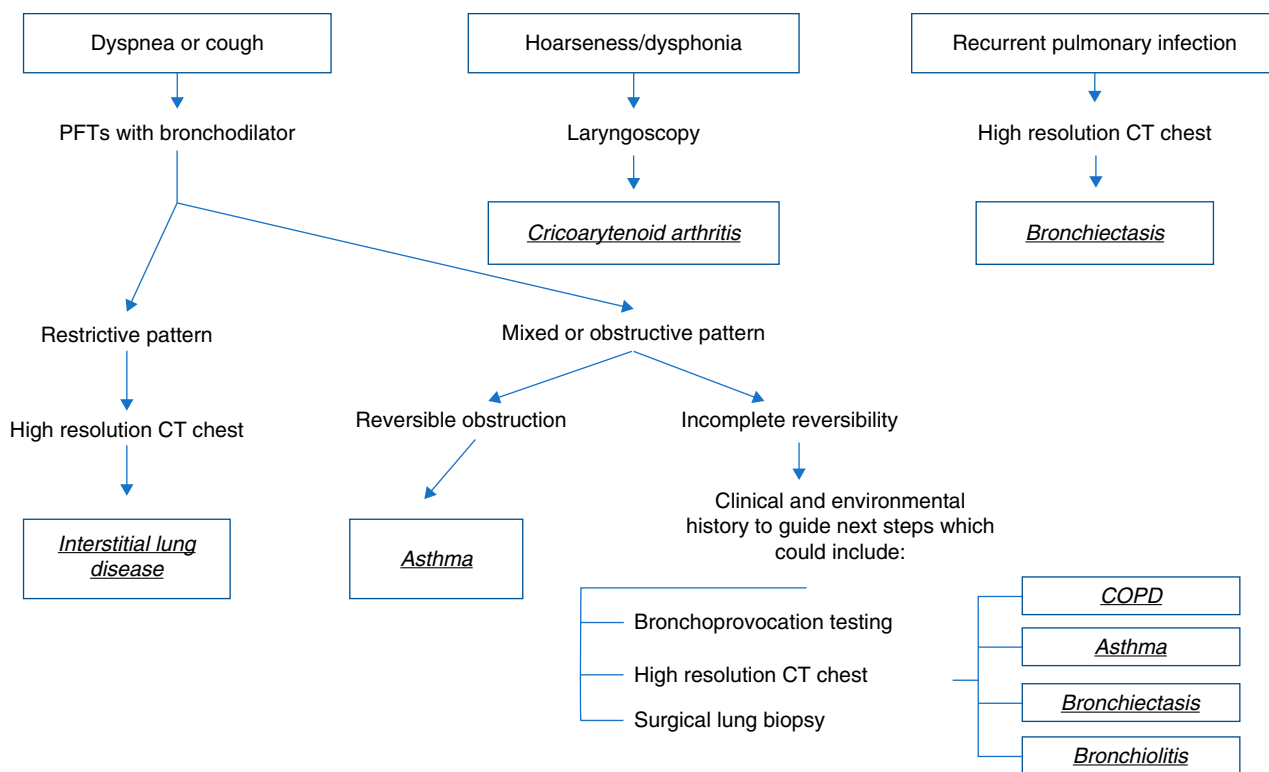 Dyspnea or cough
Hoarseness/dysphonia
Recurrent pulmonary infection
PFTs with bronchodilator
Laryngoscopy
High resolution CT chest
Cricoarytenoid arthritis
Bronchiectasis
Restrictive pattern
Mixed or obstructive pattern
High resolution CT chest
Reversible obstruction
Incomplete reversibility
Interstitial lung
disease
Asthma
Clinical and environmental
history to guide next steps which
could include:
Bronchoprovocation testing
High resolution CT chest
Surgical lung biopsy
COPD
Asthma
Bronchiectasis
Bronchiolitis